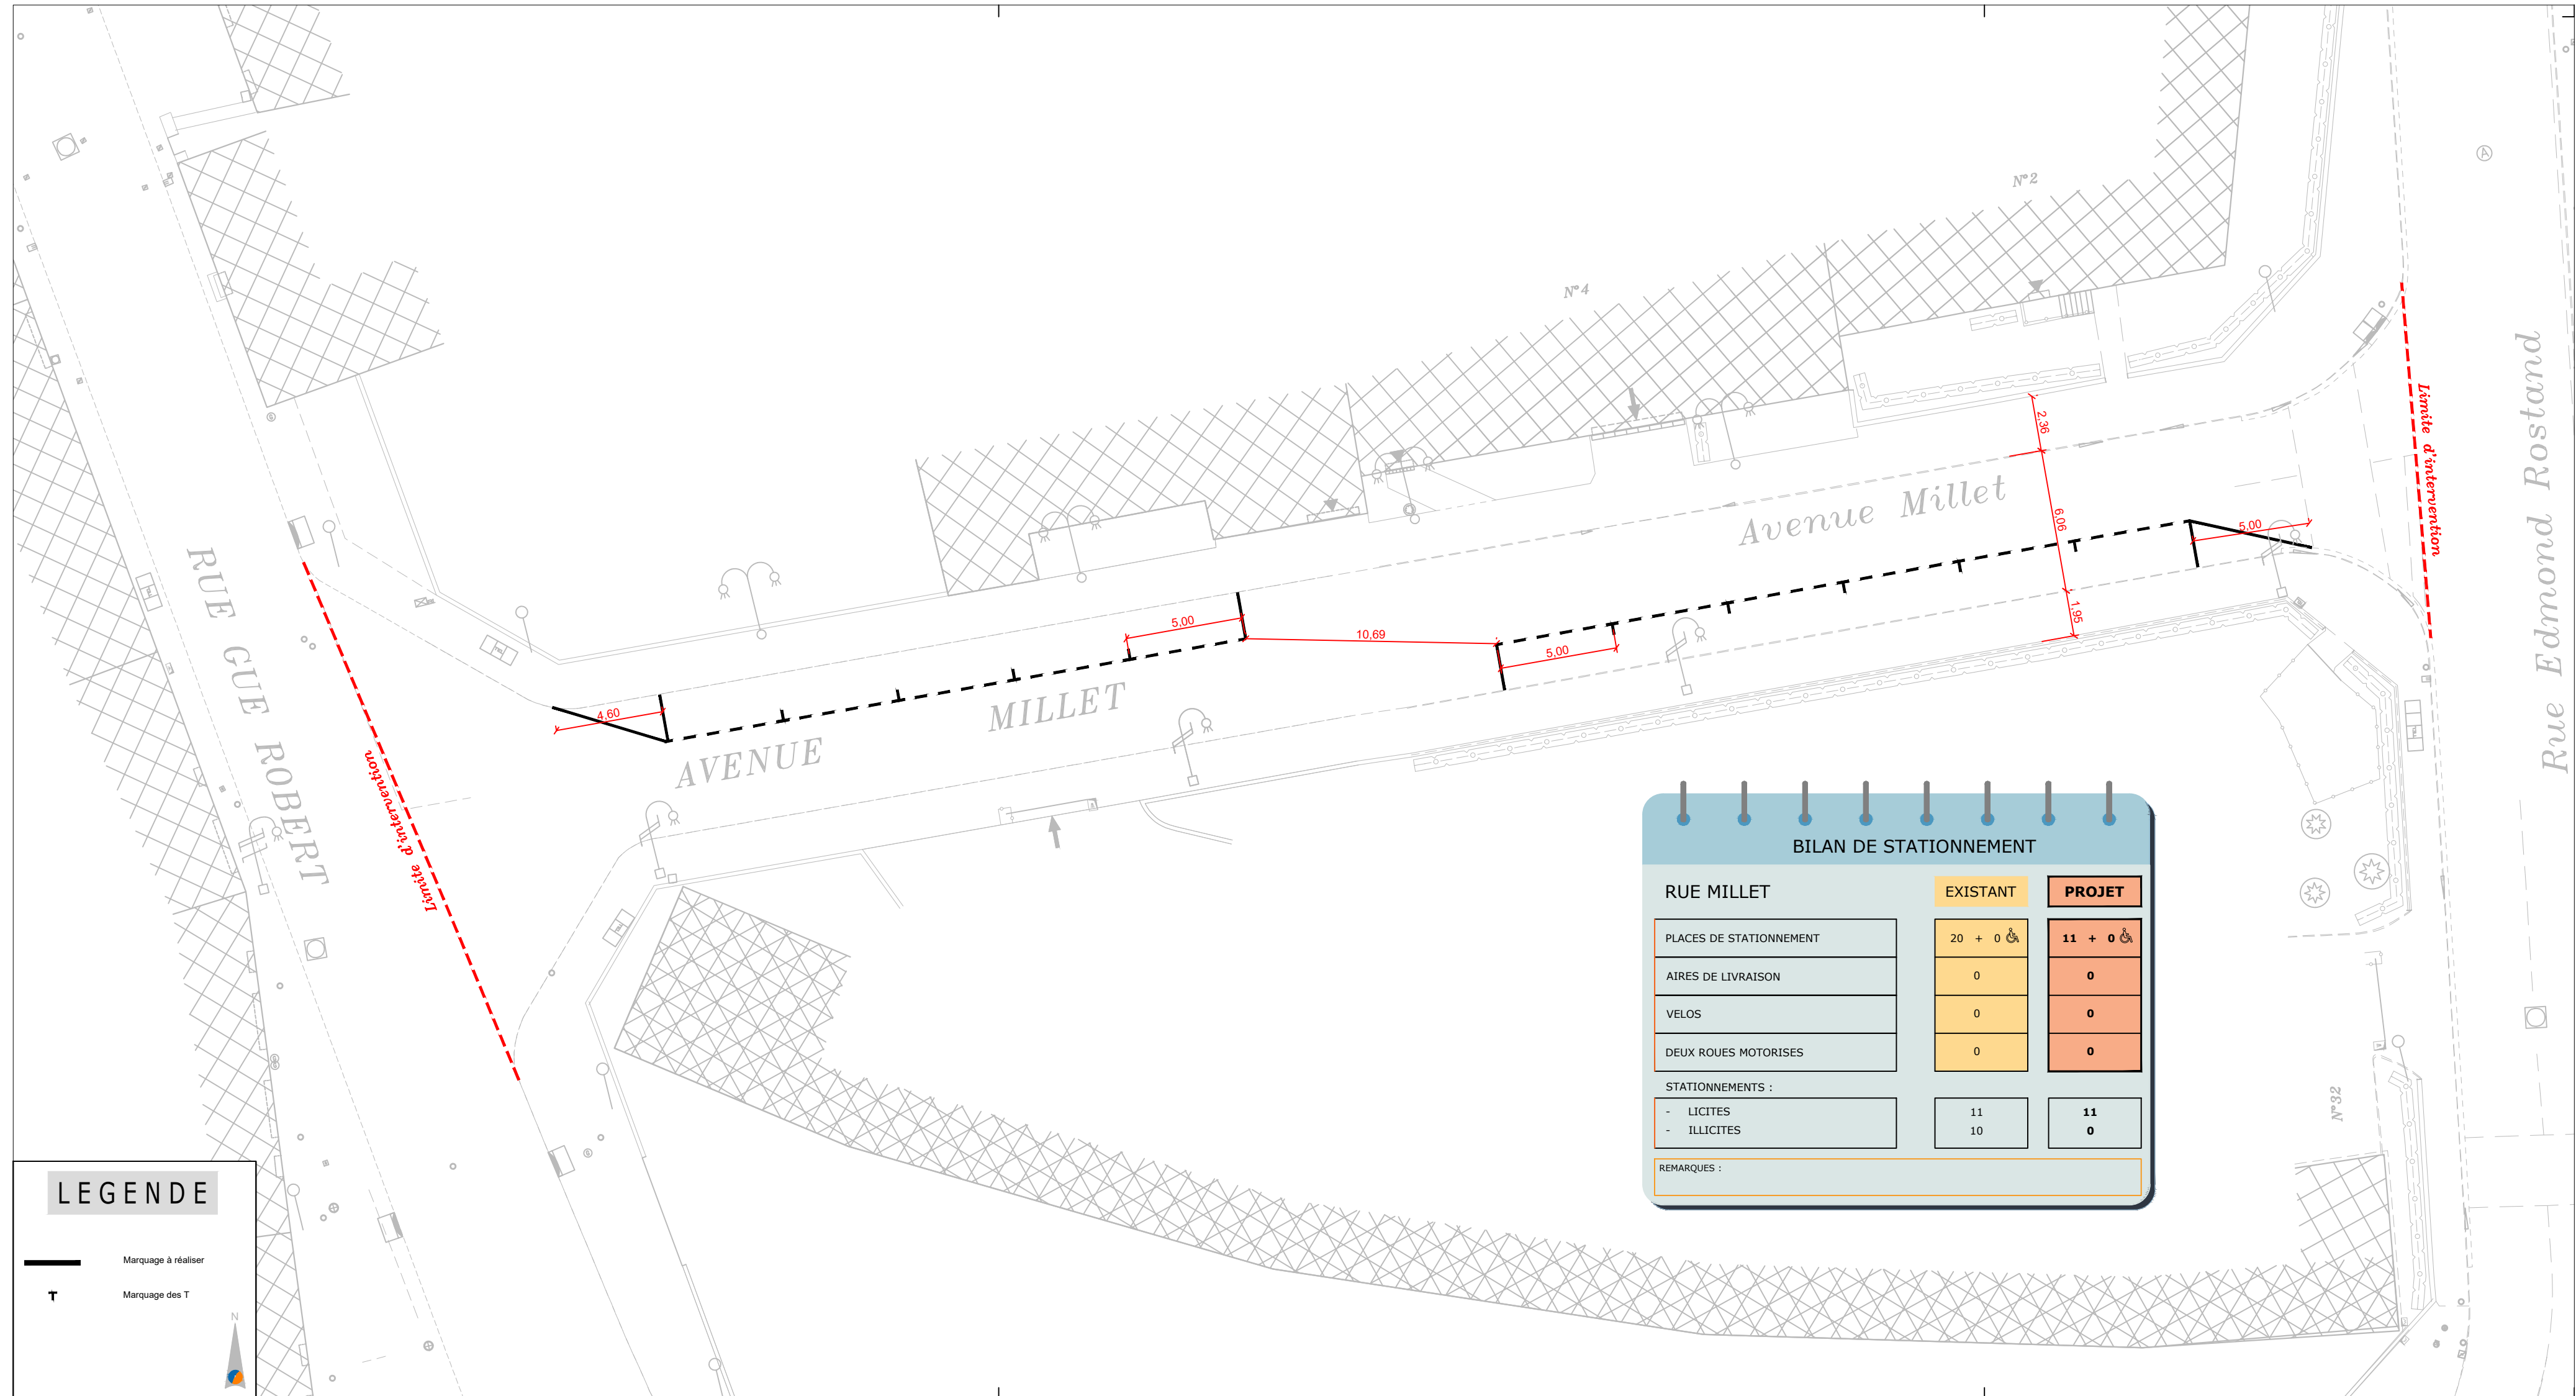 N°2
N°4
2,36
Avenue Millet
6,06
5,00
1,95
Limite d'intervention
Rue Edmond Rostand
5,00
10,69
5,00
4,60
AVENUE MILLET
RUE GUE ROBERT
Limite d'intervention
BILAN DE STATIONNEMENT
RUE MILLET EXISTANT PROJET
PLACES DE STATIONNEMENT 20 + 0 11 + 0
AIRES DE LIVRAISON 0 0
VELOS 0 0
DEUX ROUES MOTORISES 0 0
STATIONNEMENTS :
- LICITES 11 11
- ILLICITES 10 0
REMARQUES :
N°32
LEGENDE
Marquage à réaliser
Marquage des T
N
A